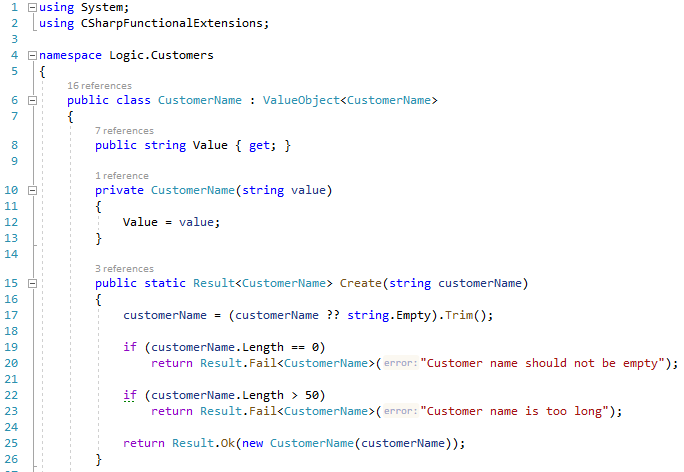 1 using System;
2 using CSharpFunctionalExtensions;
3
4 namespace Logic.Customers
5 {
16 references
6 public class CustomerName : ValueObject<CustomerName>
7 {
7 references
8 public string Value { get; }
9
1 reference
10 private CustomerName(string value)
11 {
12 Value = value;
13 }
14
3 references
15 public static Result<CustomerName> Create(string customerName)
16 {
17 customerName = (customerName ?? string.Empty).Trim();
18
19 if (customerName.Length == 0)
20 return Result.Fail<CustomerName>(error: "Customer name should not be empty");
21
22 if (customerName.Length > 50)
23 return Result.Fail<CustomerName>(error: "Customer name is too long");
24
25 return Result.Ok(new CustomerName(customerName));
26 }